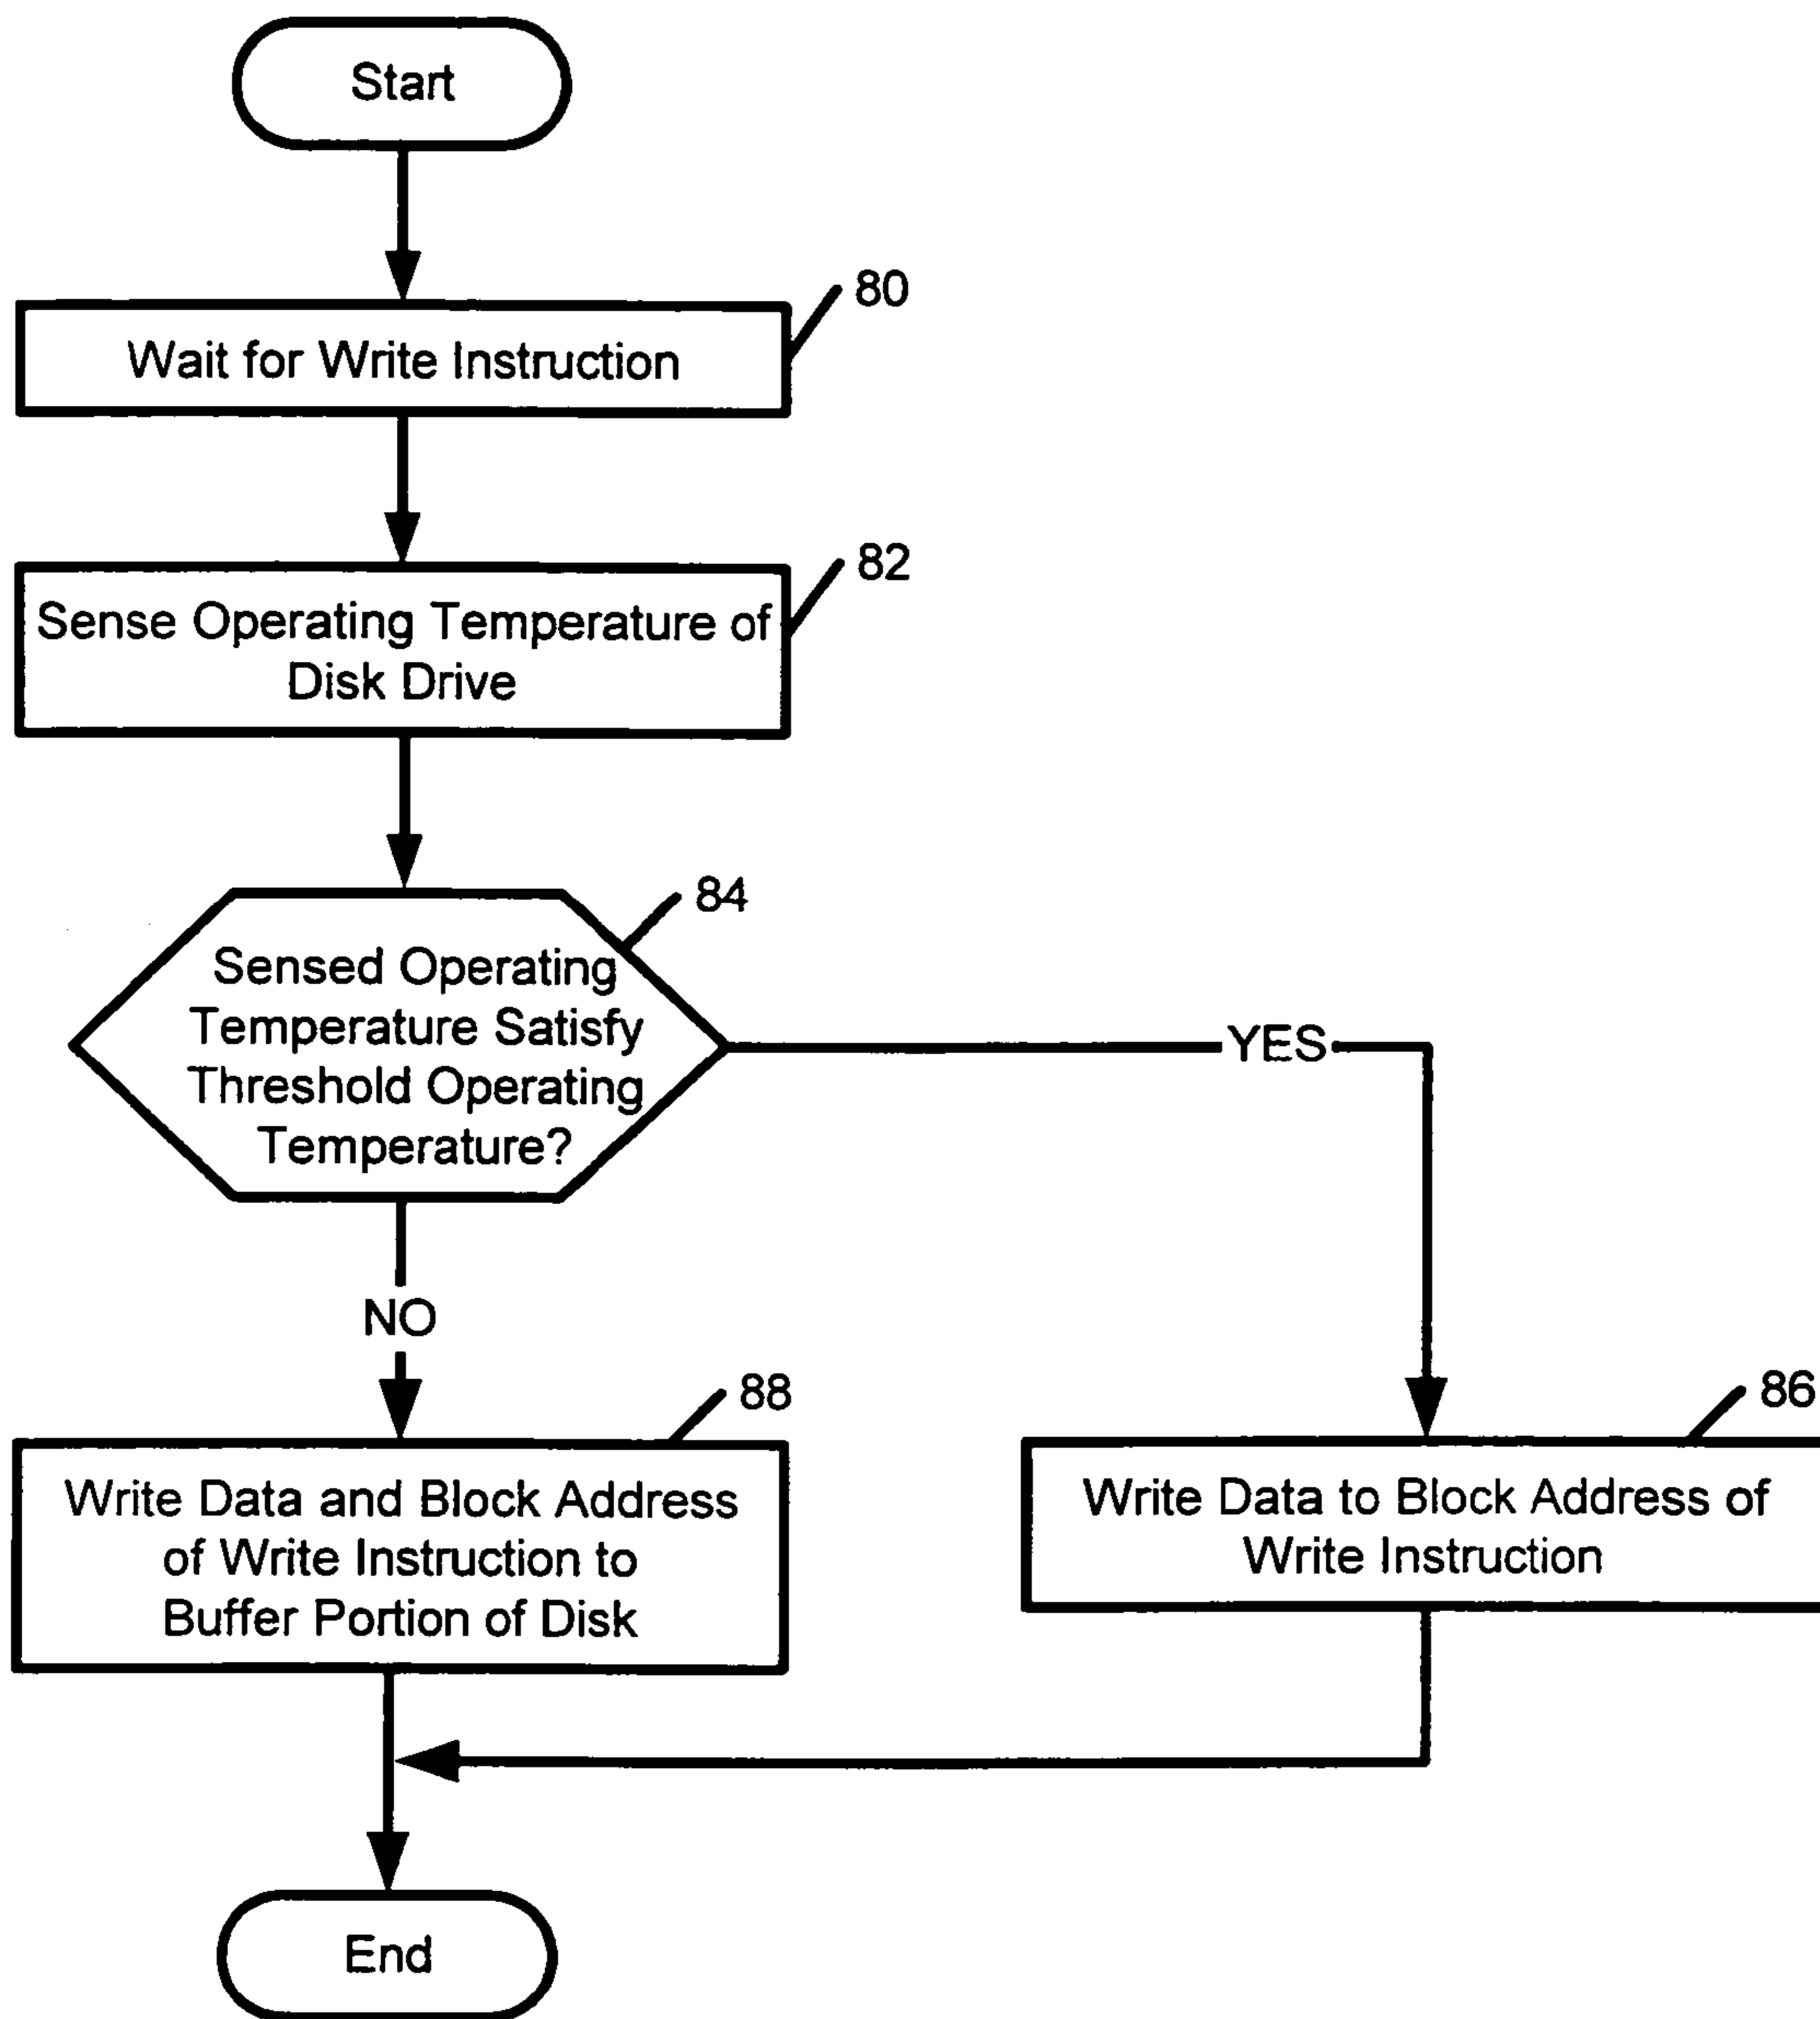 Start
80
Wait for Write Instruction
82
Sense Operating Temperature of
Disk Drive
84
Sensed Operating
Temperature Satisfy
Threshold Operating
Temperature?
YES
NO
88
Write Data and Block Address
of Write Instruction to
Buffer Portion of Disk
86
Write Data to Block Address of
Write Instruction
End